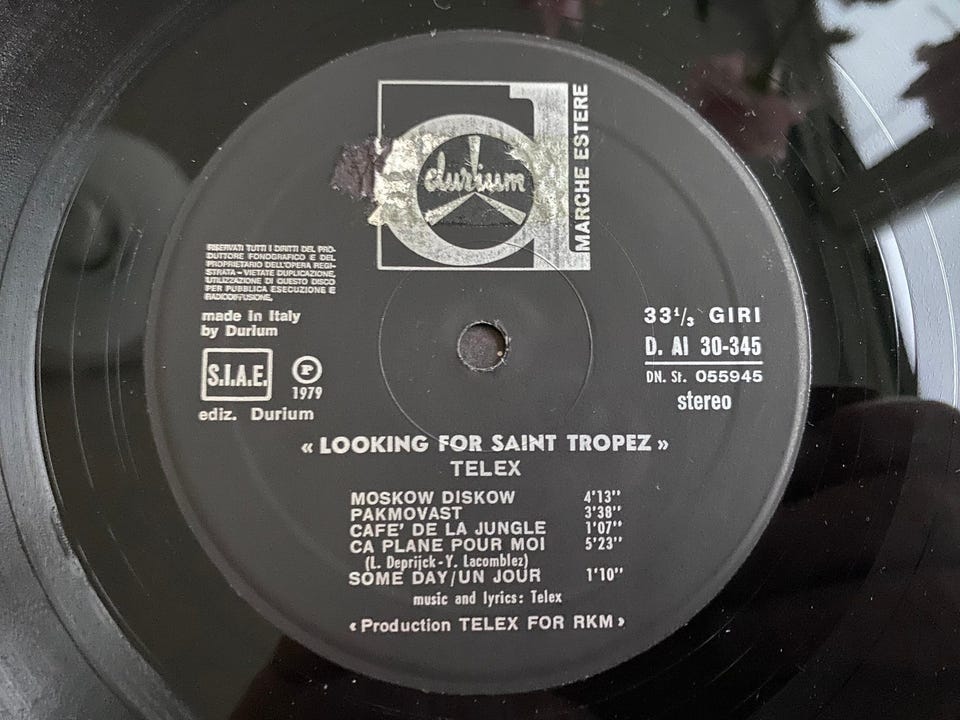 durium
MARCHE ESTERE
RISERVATI TUTTI I DIRITTI DEL PRO-
DUTTORE FONOGRAFICO E DEL
PROPRIETARIO DELL'OPERA REGI-
STRATA - VIETATE DUPLICAZIONE,
UTILIZZAZIONE DI QUESTO DISCO
PER PUBBLICA ESECUZIONE E
RADIODIFFUSIONE.
made in Italy
by Durium
S.I.A.E.
P
1979
ediz. Durium
33 1/3 GIRI
D. AI 30-345
DN. St. 055945
stereo
« LOOKING FOR SAINT TROPEZ »
TELEX
MOSKOW DISKOW 4'13"
PAKMOVAST 3'38"
CAFE' DE LA JUNGLE 1'07"
CA PLANE POUR MOI 5'23"
(L. Deprijck - Y. Lacomblez)
SOME DAY/UN JOUR 1'10"
music and lyrics: Telex
«Production TELEX FOR RKM»